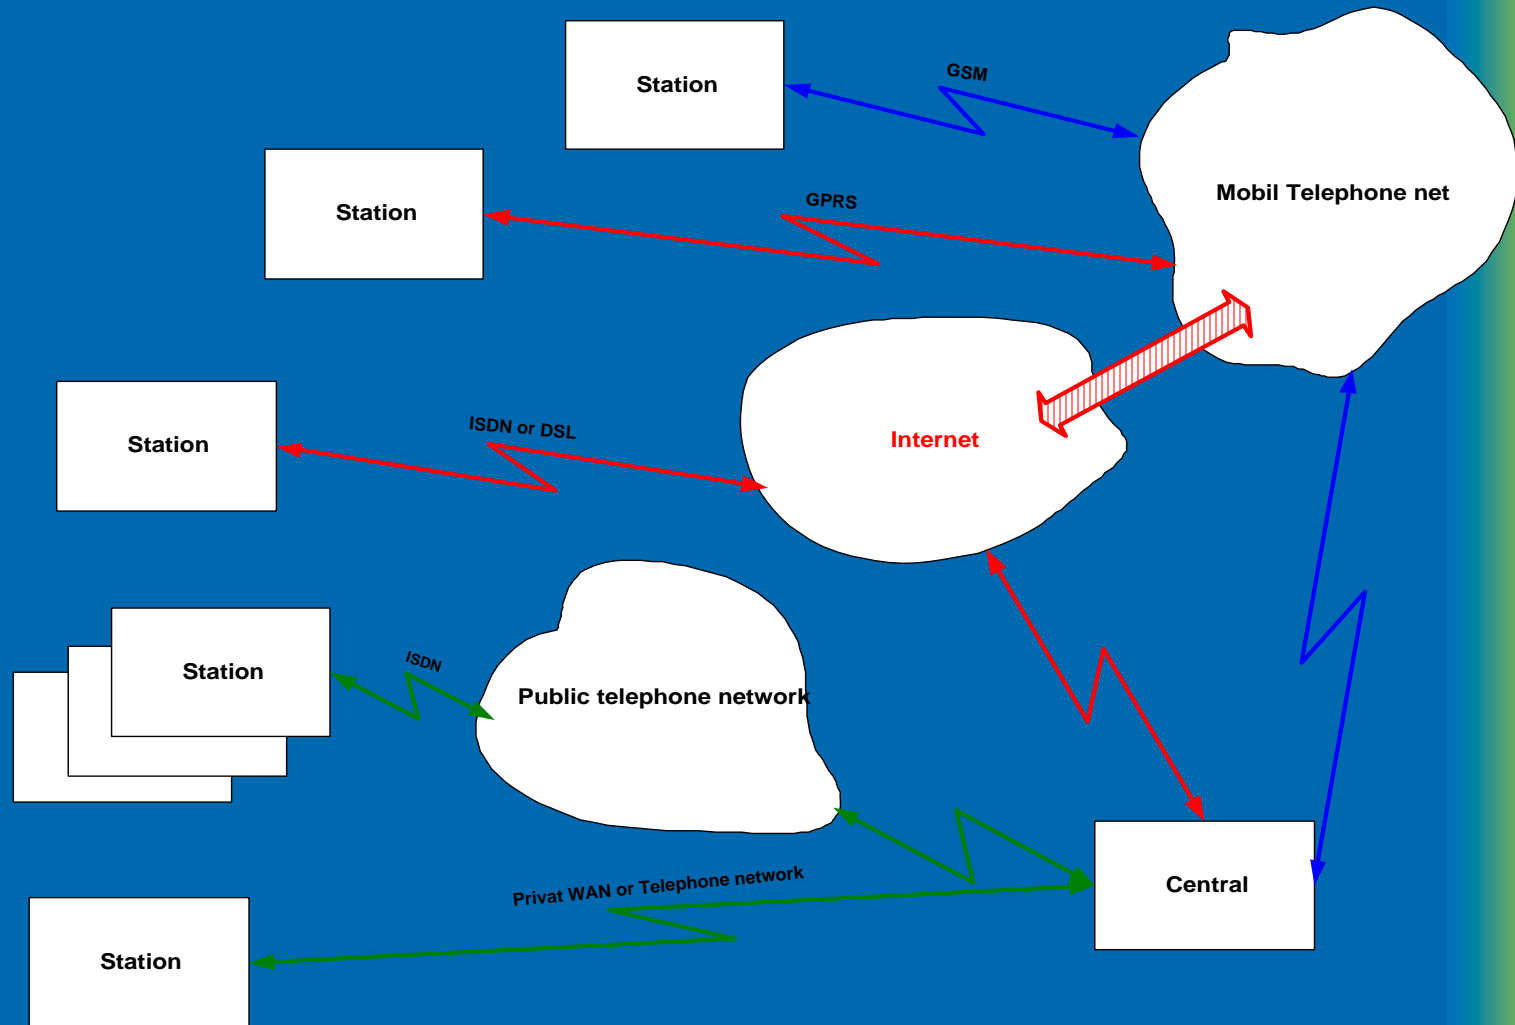 Station
GSM
Mobil Telephone net
Station
GPRS
Station
ISDN or DSL
Internet
Station
ISDN
Public telephone network
Privat WAN or Telephone network
Central
Station